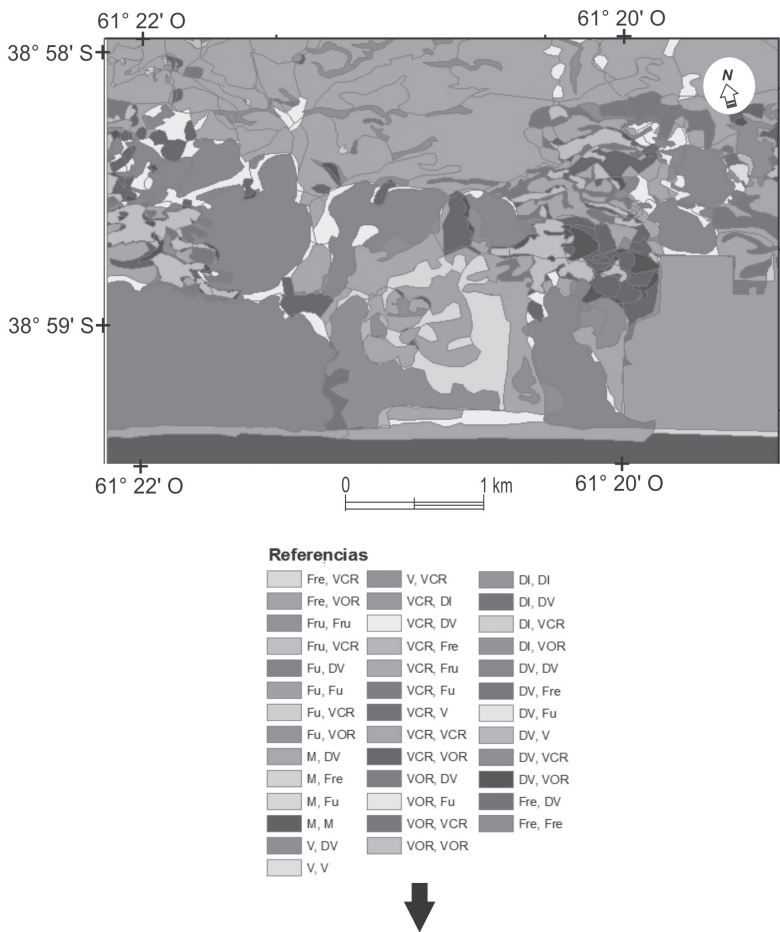 61° 22' O
61° 20' O
38° 58' S
N
38° 59' S
61° 22' O
61° 20' O
0
1 km
Referencias
Fre, VCR
Fre, VOR
Fru, Fru
Fru, VCR
Fu, DV
Fu, Fu
Fu, VCR
Fu, VOR
M, DV
M, Fre
M, Fu
M, M
V, DV
V, V
V, VCR
VCR, DI
VCR, DV
VCR, Fre
VCR, Fru
VCR, Fu
VCR, V
VCR, VCR
VCR, VOR
VOR, DV
VOR, Fu
VOR, VCR
VOR, VOR
DI, DI
DI, DV
DI, VCR
DI, VOR
DV, DV
DV, Fre
DV, Fu
DV, V
DV, VCR
DV, VOR
Fre, DV
Fre, Fre